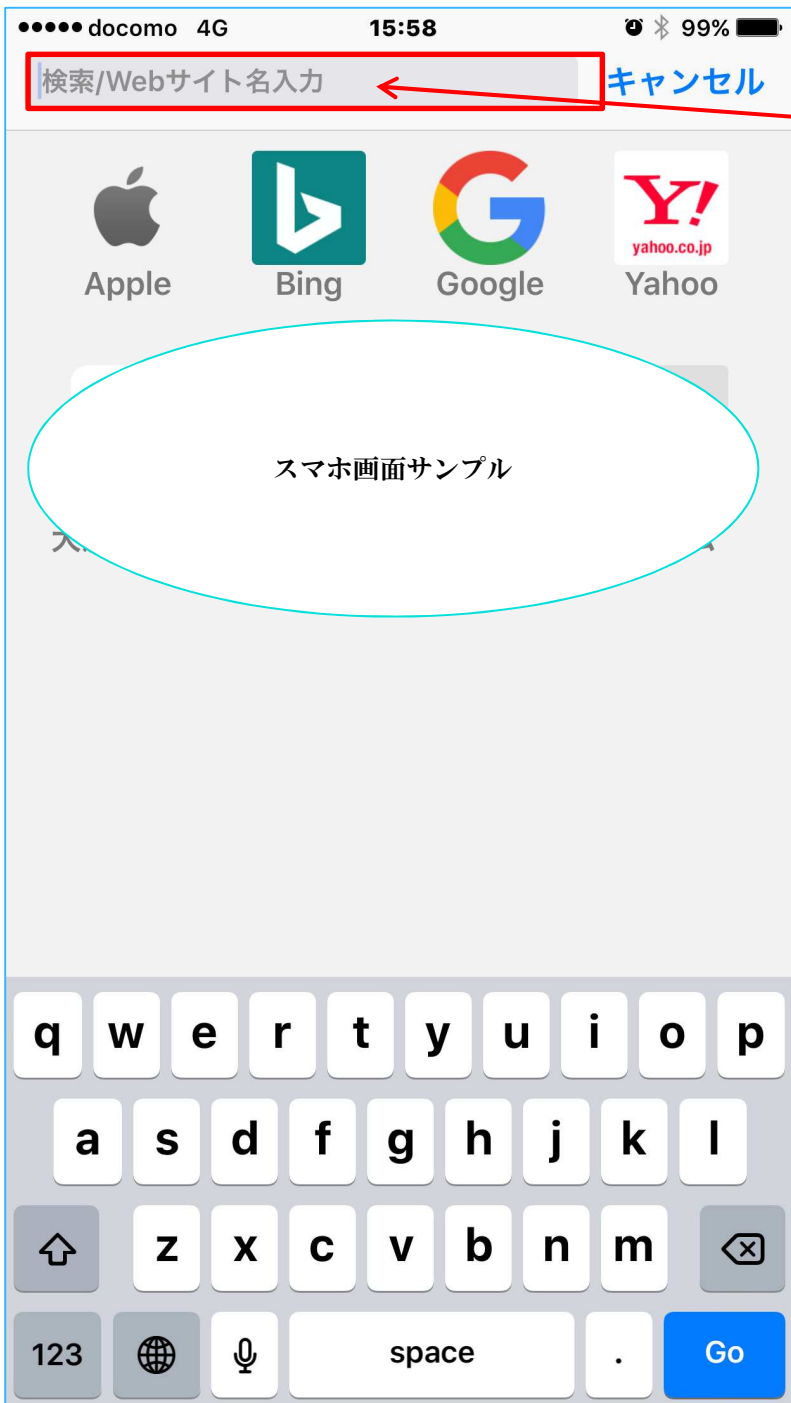 docomo 4G 15:58 99%
検索/Webサイト名入力 キャンセル
Y!
yahoo.co.jp
Apple Bing Google Yahoo
スマホ画面サンプル
q w e r t y u i o p
a s d f g h j k l
z x c v b n m
123 space . Go